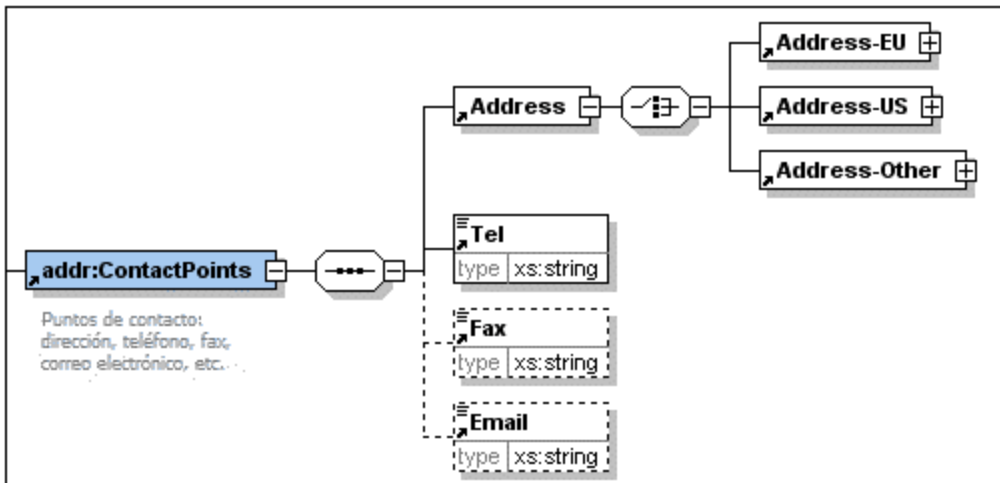 Address-EU
Address
Address-US
Address-Other
Tel
type xs:string
addr:ContactPoints
Puntos de contacto:
dirección, teléfono, fax,
correo electrónico, etc.
Fax
type xs:string
Email
type xs:string